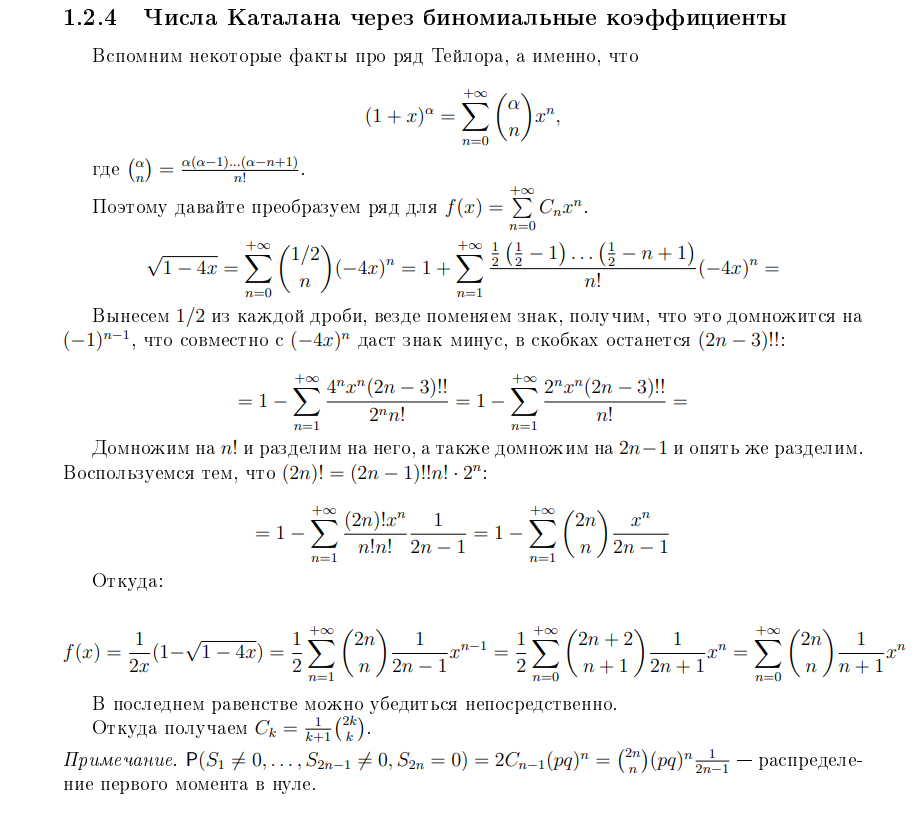 1.2.4 Числа Каталана через биномиальные коэффициенты
Вспомним некоторые факты про ряд Тейлора, а именно, что
$(1+x)^{\alpha} = \sum_{n=0}^{+\infty} \binom{\alpha}{n} x^n,$
где $\binom{\alpha}{n} = \frac{\alpha(\alpha-1)\ldots(\alpha-n+1)}{n!}$.
Поэтому давайте преобразуем ряд для $f(x) = \sum\limits_{n=0}^{+\infty} C_n x^n$.
$\sqrt{1-4x} = \sum_{n=0}^{+\infty} \binom{1/2}{n} (-4x)^n = 1 + \sum_{n=1}^{+\infty} \frac{\frac{1}{2}\left(\frac{1}{2}-1\right)\ldots\left(\frac{1}{2}-n+1\right)}{n!} (-4x)^n =$
Вынесем 1/2 из каждой дроби, везде поменяем знак, получим, что это домножится на
$(-1)^{n-1}$, что совместно с $(-4x)^n$ даст знак минус, в скобках останется $(2n-3)!!$:
$= 1 - \sum_{n=1}^{+\infty} \frac{4^n x^n (2n-3)!!}{2^n n!} = 1 - \sum_{n=1}^{+\infty} \frac{2^n x^n (2n-3)!!}{n!} =$
Домножим на $n!$ и разделим на него, а также домножим на $2n-1$ и опять же разделим.
Воспользуемся тем, что $(2n)! = (2n-1)!!n! \cdot 2^n$:
$= 1 - \sum_{n=1}^{+\infty} \frac{(2n)!x^n}{n!n!} \frac{1}{2n-1} = 1 - \sum_{n=1}^{+\infty} \binom{2n}{n} \frac{x^n}{2n-1}$
Откуда:
$f(x) = \frac{1}{2x}(1-\sqrt{1-4x}) = \frac{1}{2} \sum_{n=1}^{+\infty} \binom{2n}{n} \frac{1}{2n-1} x^{n-1} = \frac{1}{2} \sum_{n=0}^{+\infty} \binom{2n+2}{n+1} \frac{1}{2n+1} x^n = \sum_{n=0}^{+\infty} \binom{2n}{n} \frac{1}{n+1} x^n$
В последнем равенстве можно убедиться непосредственно.
Откуда получаем $C_k = \frac{1}{k+1} \binom{2k}{k}$.
Примечание. $\mathsf{P}(S_1 \neq 0, \ldots, S_{2n-1} \neq 0, S_{2n} = 0) = 2C_{n-1}(pq)^n = \binom{2n}{n}(pq)^n \frac{1}{2n-1}$ — распределе-
ние первого момента в нуле.